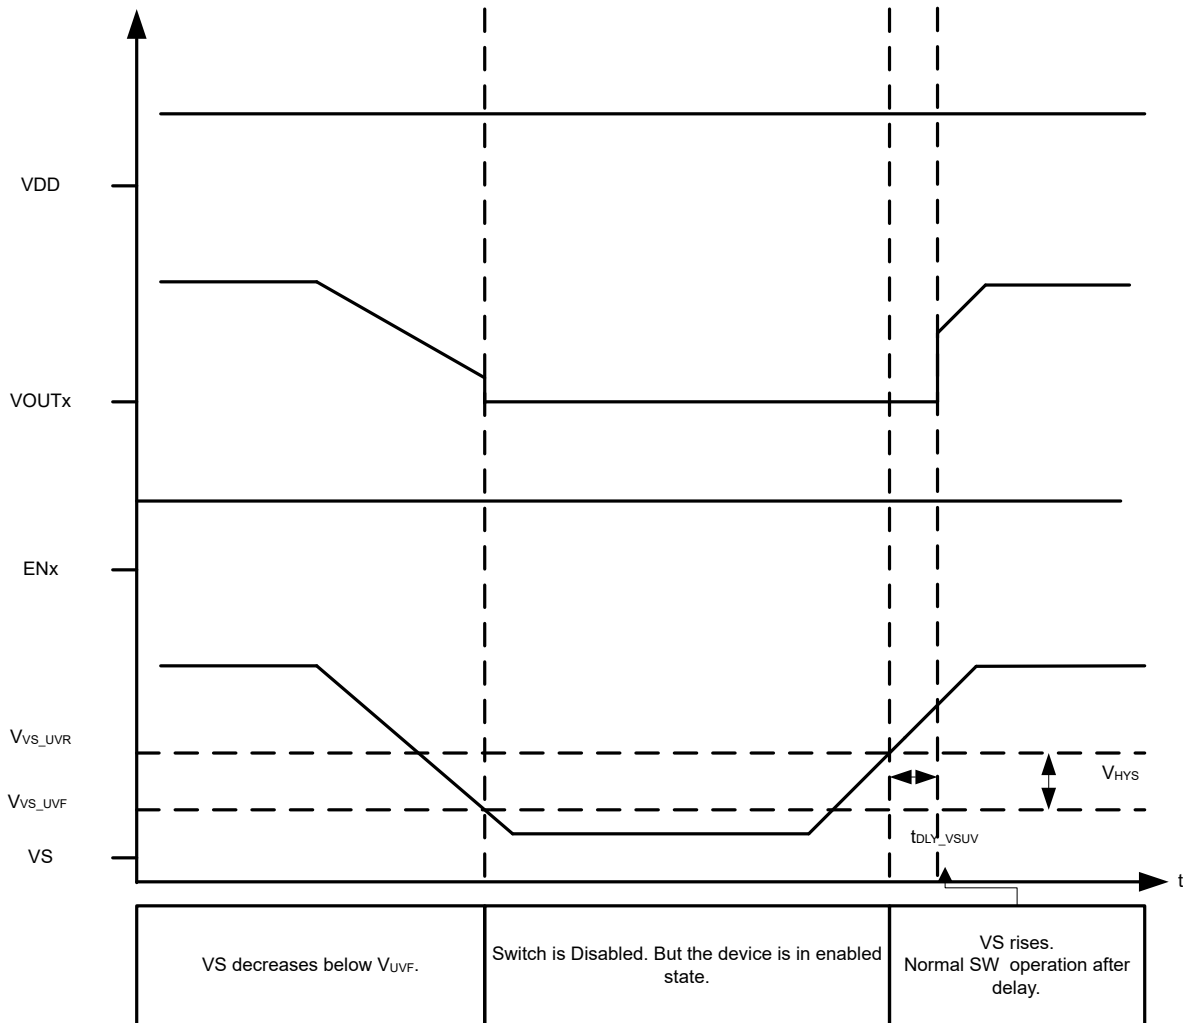 VDD
VOUTx
ENx
VVS_UVR
VHYS
VVS_UVF
tDLY_VSUV
VS
t
VS decreases below VUVF.
Switch is Disabled. But the device is in enabled
state.
VS rises.
Normal SW operation after
delay.